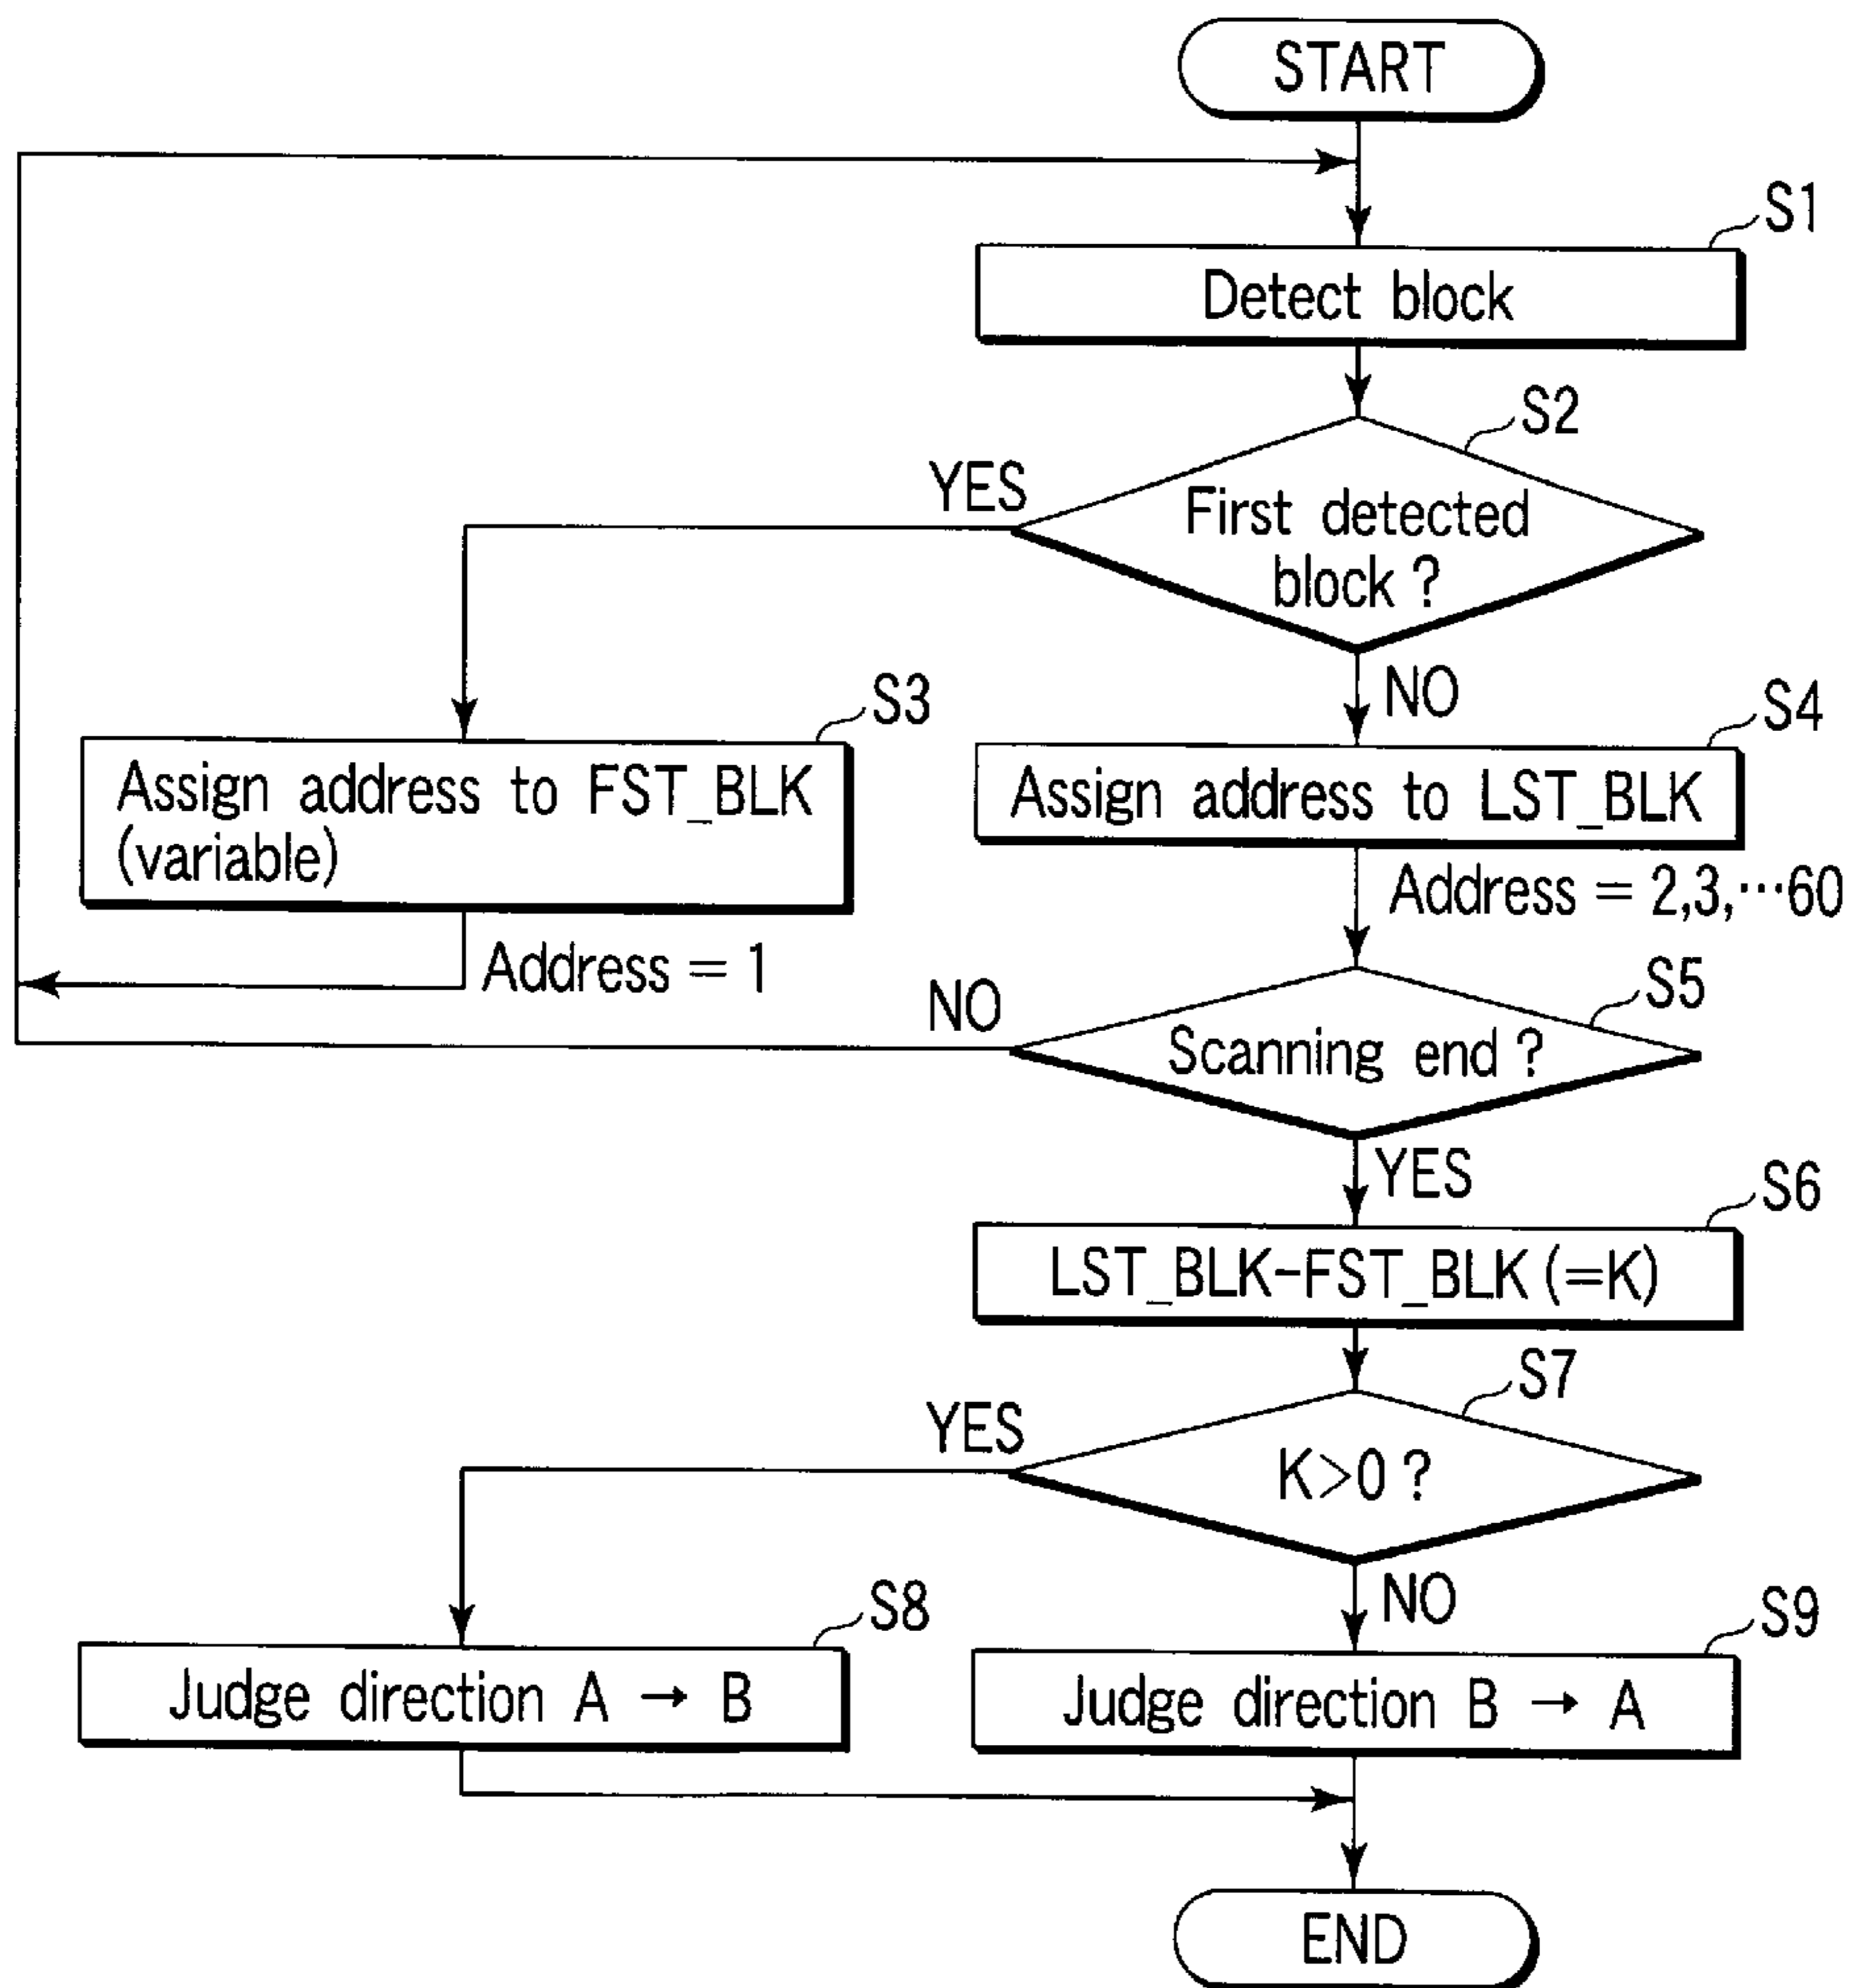 START
S1
Detect block
S2
YES
First detected
block ?
NO
S3
Assign address to FST_BLK
(variable)
Address = 1
S4
Assign address to LST_BLK
Address = 2,3,···60
S5
NO
Scanning end ?
YES
S6
LST_BLK-FST_BLK (=K)
S7
YES
K>0 ?
NO
S8
Judge direction A → B
S9
Judge direction B → A
END